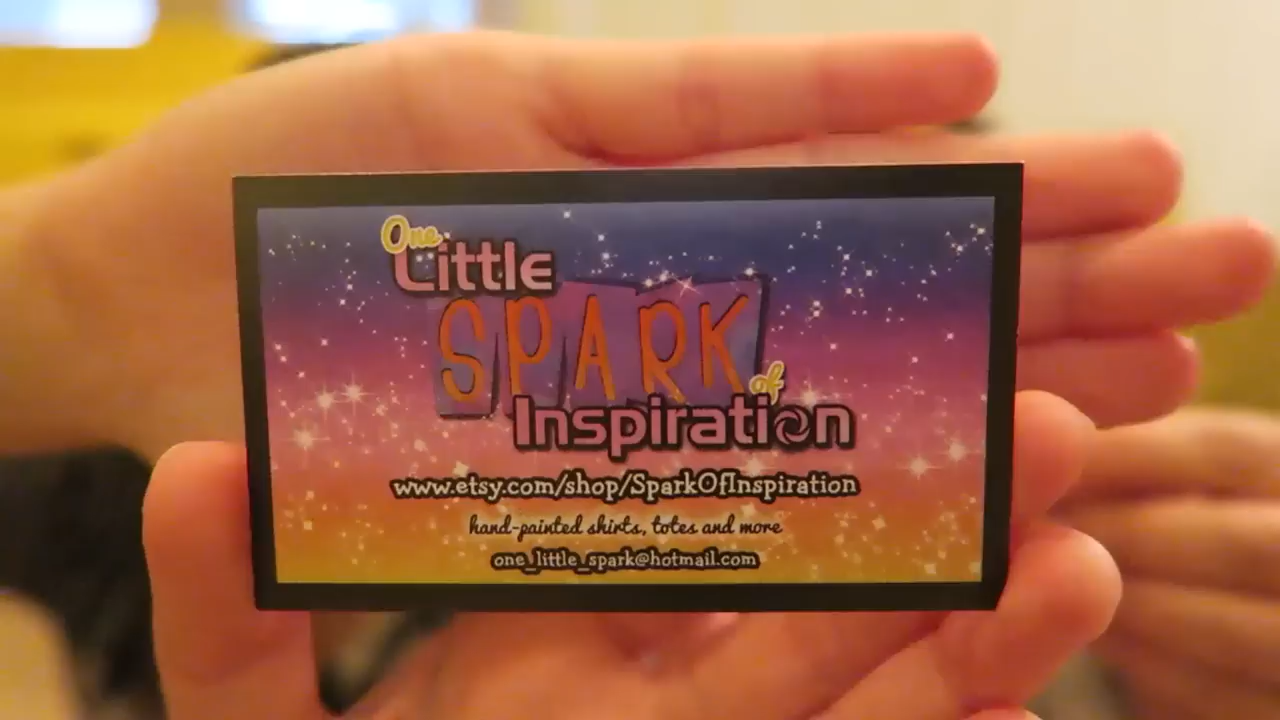 One
Little
SPARK
of
Inspiration
www.etsy.com/shop/SparkOfInspiration
hand-painted shirts, totes and more
one_little_spark@hotmail.com